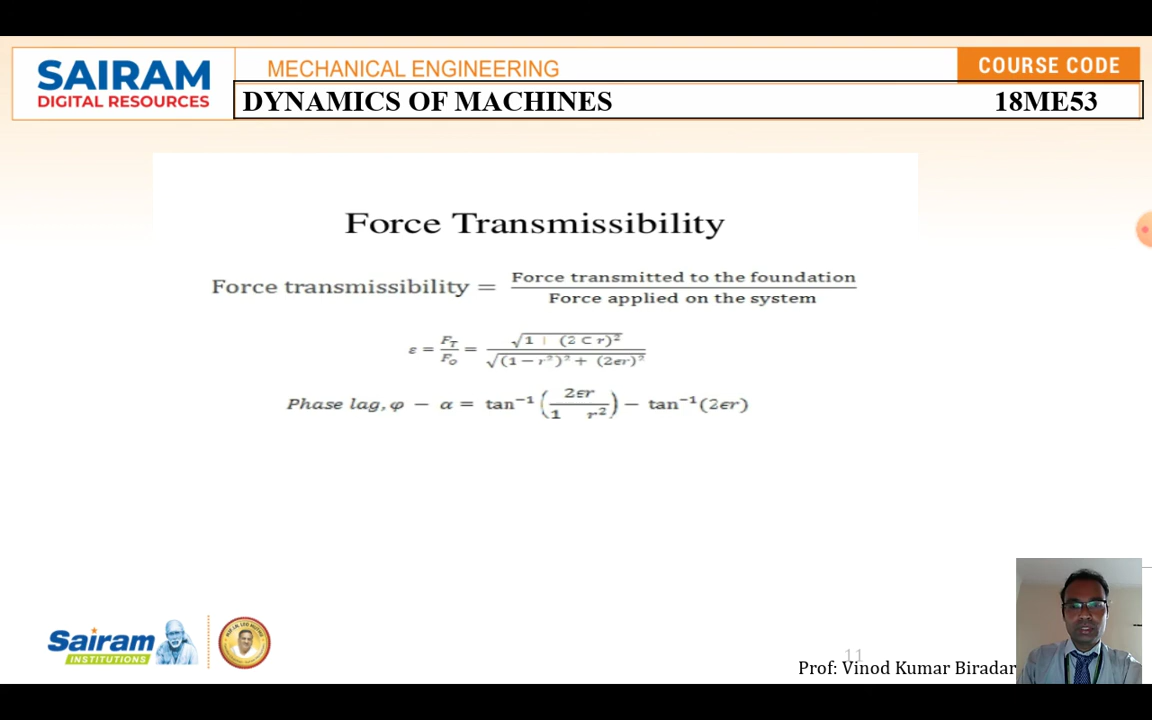 SAIRAM
DIGITAL RESOURCES
MECHANICAL ENGINEERING
COURSE CODE
DYNAMICS OF MACHINES
18ME53
Force Transmissibility
Force transmissibility = Force transmitted to the foundation / Force applied on the system
ε = F_T / F_O = √1 | (2 ⊂ r)² / √(1 − r²)² + (2εr)²
Phase lag, φ − α = tan⁻¹ (2ϵr / 1 r²) − tan⁻¹(2ϵr)
Sairam
INSTITUTIONS
11
Prof: Vinod Kumar Biradar